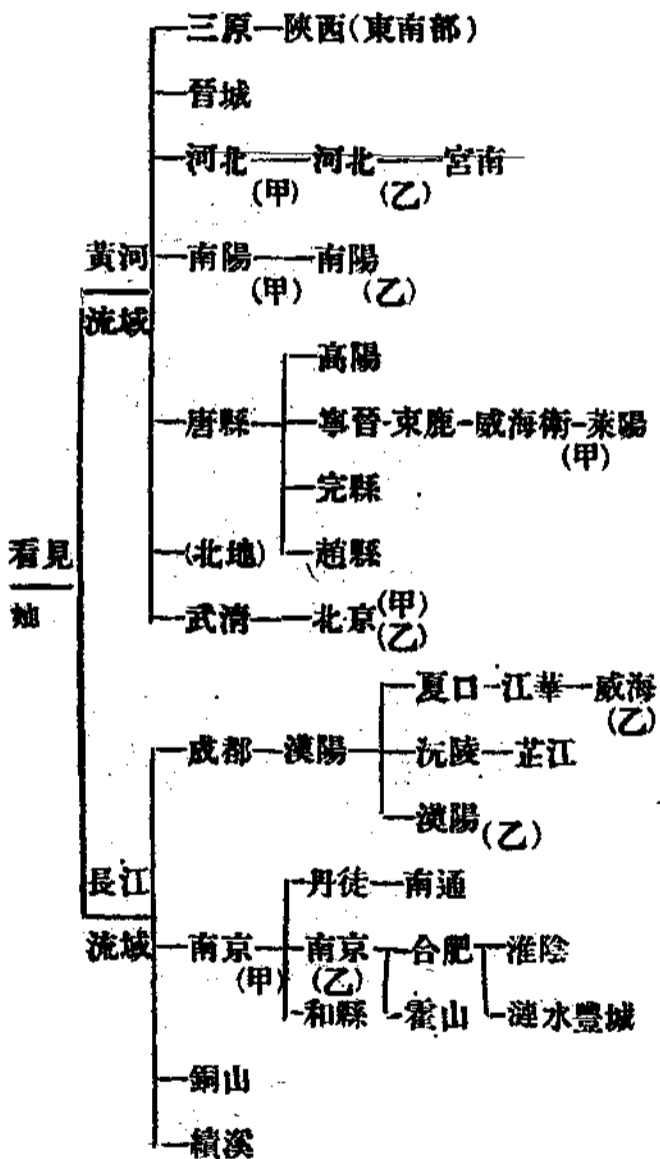 三原—陝西(東南部)
晉城
河北(甲)—河北(乙)—宮南
黃河流域
南陽(甲)—南陽(乙)
高陽
唐縣
寧晉-束鹿-威海衛-萊陽(甲)
完縣
看見她
(北地)
趙縣
武清—北京(甲)(乙)
夏口-江華-威海(乙)
成都—漢陽
沅陵—芷江
漢陽(乙)
長江流域
丹徒—南通
南京(甲)
南京(乙)
合肥
淮陰
和縣
霍山
漣水豐城
銅山
績溪